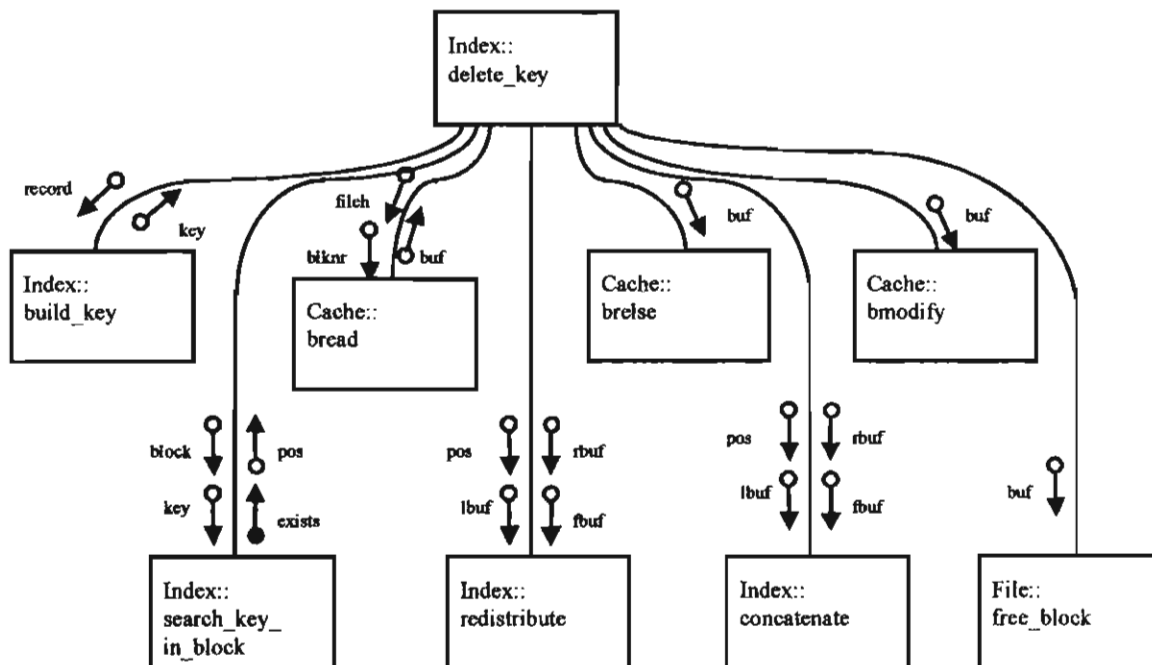 Index::
delete_key
record
key
filch
blknr
buf
buf
buf
Index::
build_key
Cache::
bread
Cache::
brelse
Cache::
bmodify
block
pos
key
exists
pos
rbuf
lbuf
fbuf
pos
rbuf
lbuf
fbuf
buf
Index::
search_key_
in_block
Index::
redistribute
Index::
concatenate
File::
free_block